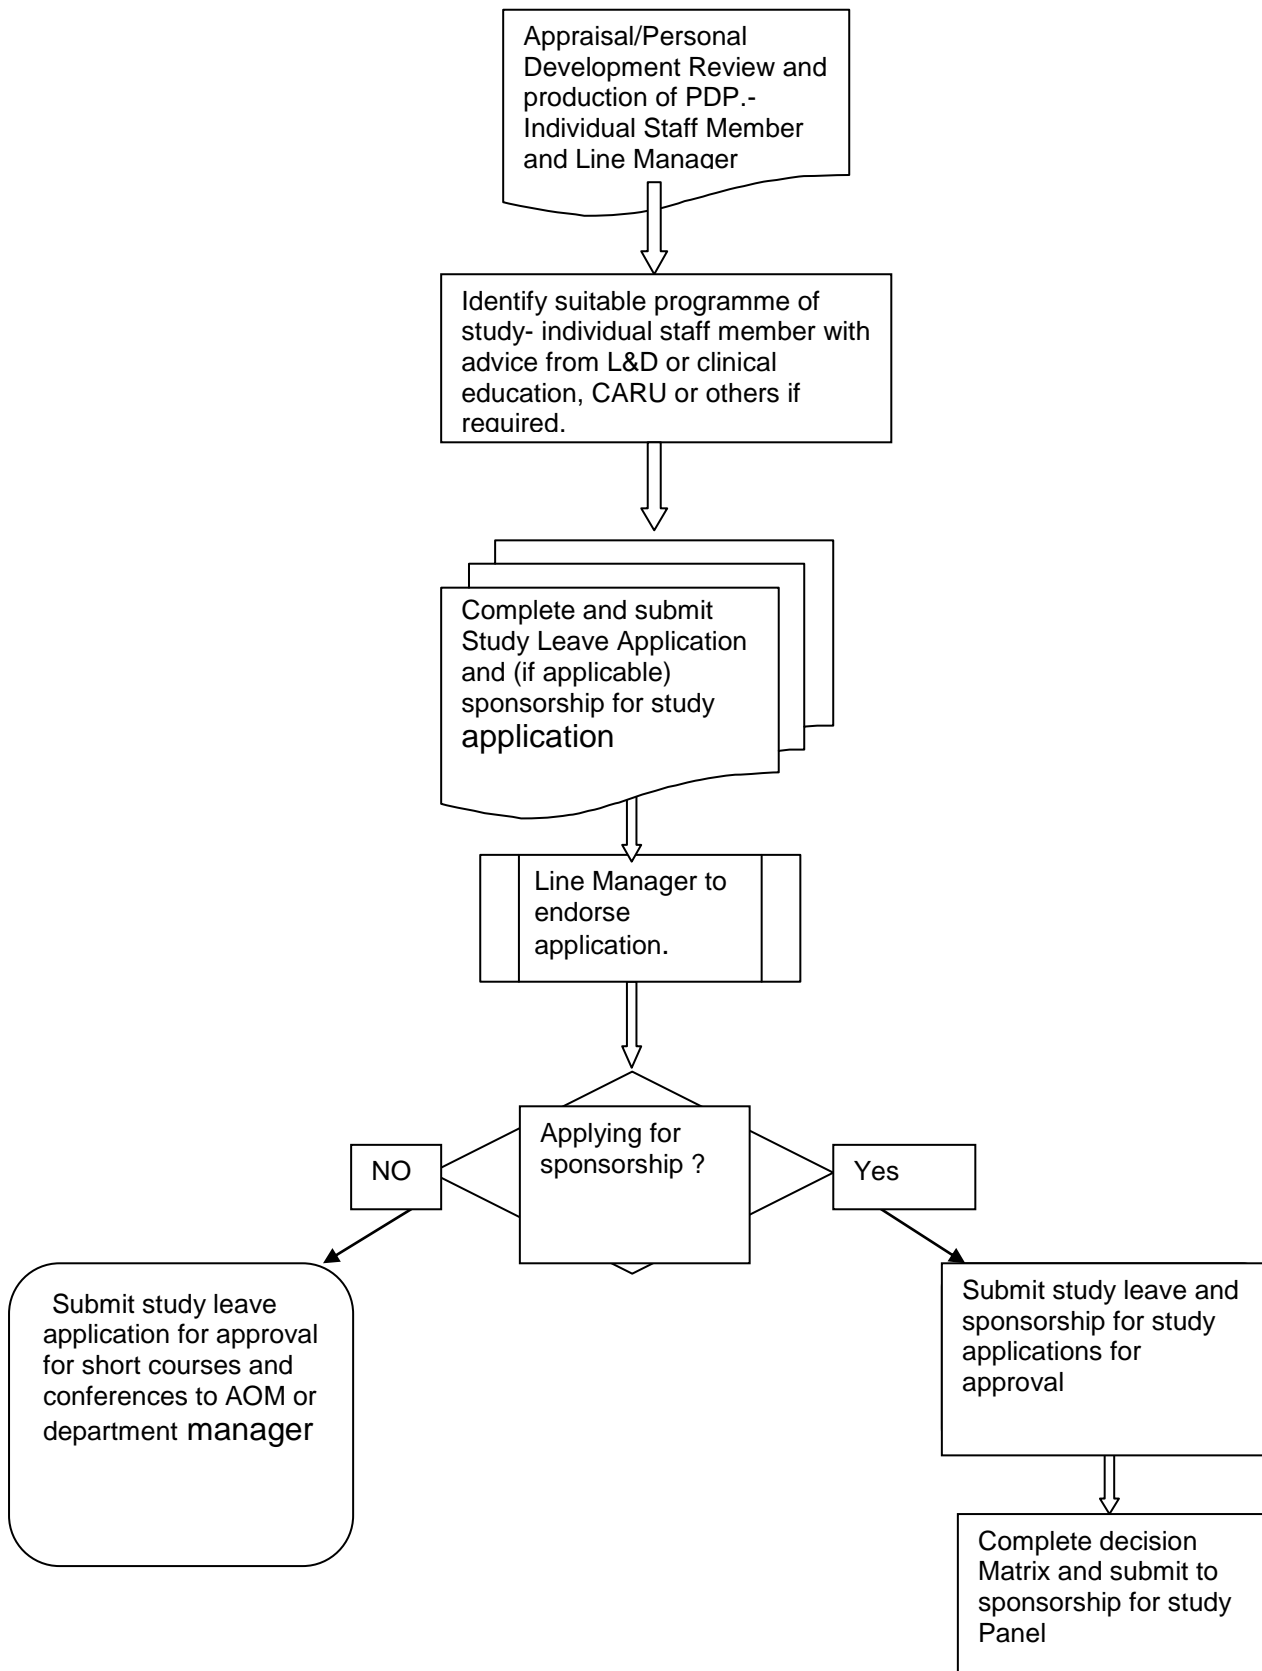 Appraisal/Personal
Development Review and
production of PDP.-
Individual Staff Member
and Line Manager
Identify suitable programme of
study- individual staff member with
advice from L&D or clinical
education, CARU or others if
required.
Complete and submit
Study Leave Application
and (if applicable)
sponsorship for study
application
Line Manager to
endorse
application.
Applying for
sponsorship ?
NO
Yes
Submit study leave
application for approval
for short courses and
conferences to AOM or
department manager
Submit study leave and
sponsorship for study
applications for
approval
Complete decision
Matrix and submit to
sponsorship for study
Panel